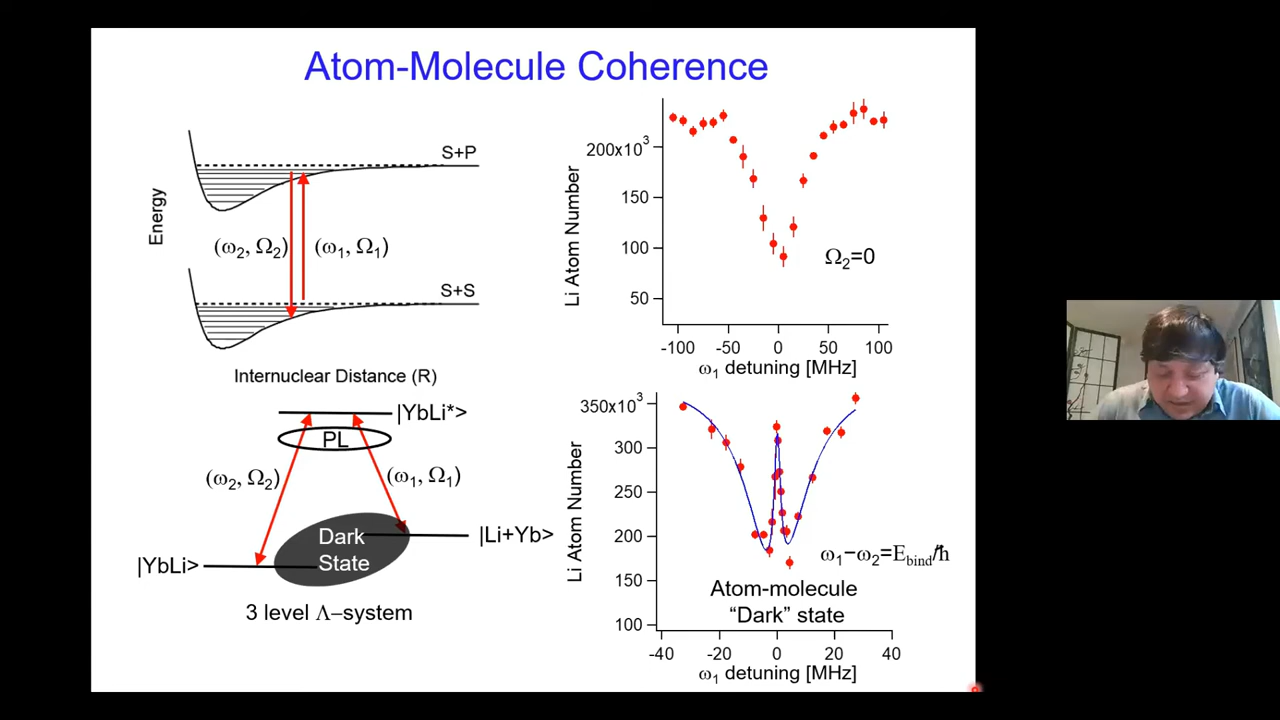 Atom-Molecule Coherence
S+P
Energy
(ω₂, Ω₂)
(ω₁, Ω₁)
S+S
Internuclear Distance (R)
|YbLi*>
PL
(ω₂, Ω₂)
(ω₁, Ω₁)
Dark
State
|Li+Yb>
|YbLi>
3 level Λ–system
Li Atom Number
200x10³
150
100
50
Ω₂=0
-100
-50
0
50
100
ω₁ detuning [MHz]
Li Atom Number
350x10³
300
250
200
150
100
ω₁−ω₂=E_bind/ħ
Atom-molecule
“Dark” state
-40
-20
0
20
40
ω₁ detuning [MHz]